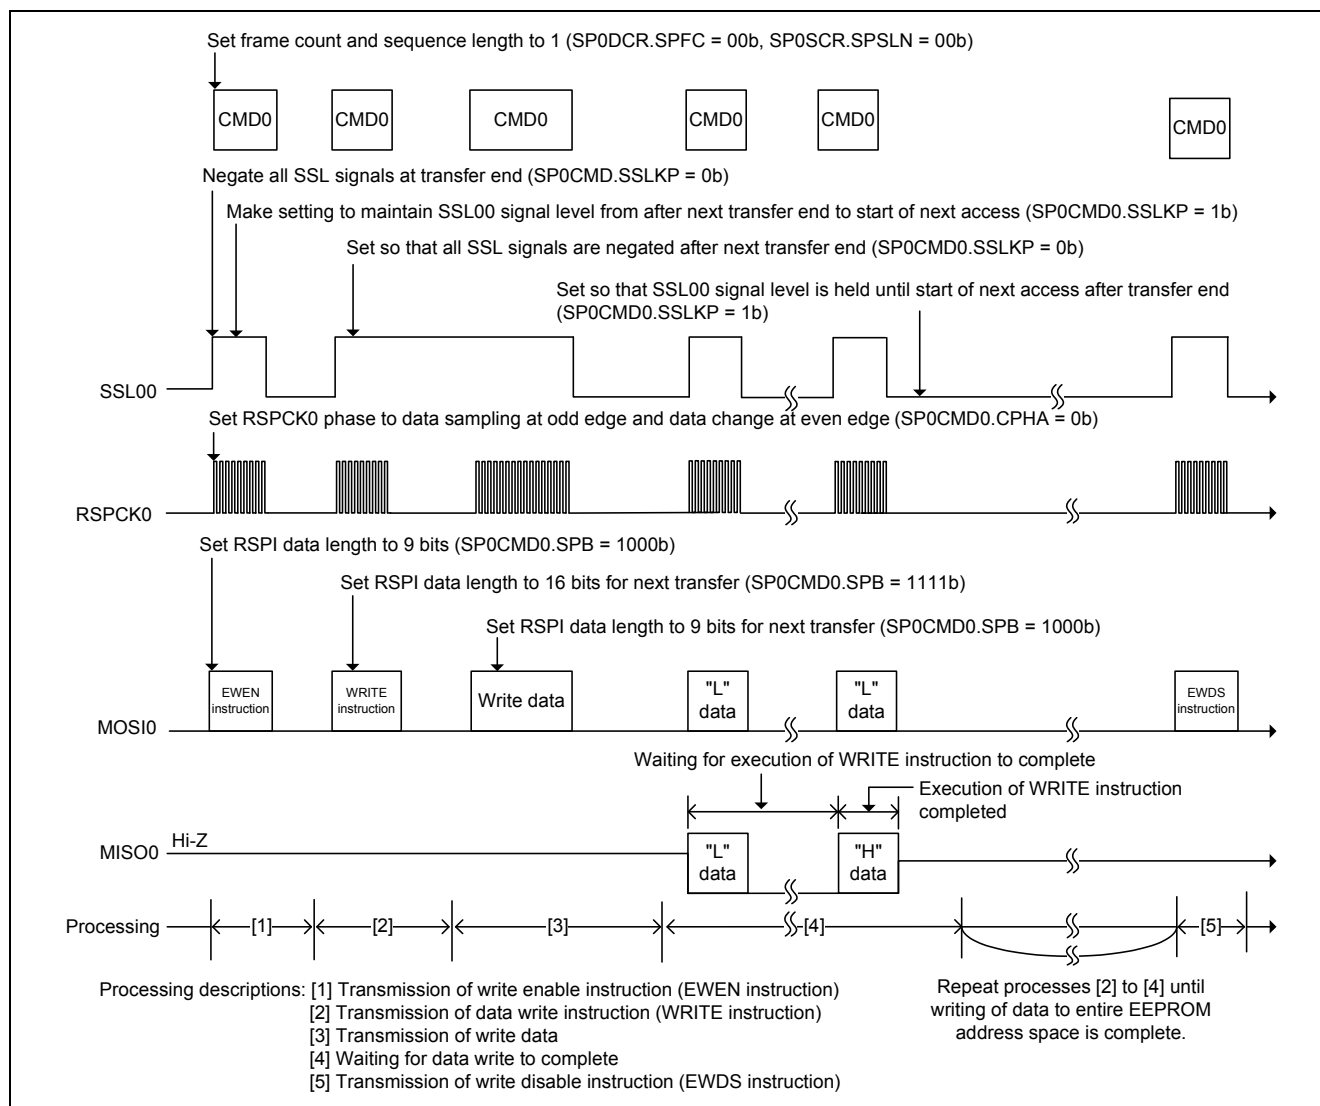 Set frame count and sequence length to 1 (SP0DCR.SPFC = 00b, SP0SCR.SPSLN = 00b)
CMD0 CMD0 CMD0 CMD0 CMD0 CMD0
Negate all SSL signals at transfer end (SP0CMD.SSLKP = 0b)
Make setting to maintain SSL00 signal level from after next transfer end to start of next access (SP0CMD0.SSLKP = 1b)
Set so that all SSL signals are negated after next transfer end (SP0CMD0.SSLKP = 0b)
Set so that SSL00 signal level is held until start of next access after transfer end
(SP0CMD0.SSLKP = 1b)
SSL00
Set RSPCK0 phase to data sampling at odd edge and data change at even edge (SP0CMD0.CPHA = 0b)
RSPCK0
Set RSPI data length to 9 bits (SP0CMD0.SPB = 1000b)
Set RSPI data length to 16 bits for next transfer (SP0CMD0.SPB = 1111b)
Set RSPI data length to 9 bits for next transfer (SP0CMD0.SPB = 1000b)
MOSI0
EWEN
instruction
WRITE
instruction
Write data
"L"
data
"L"
data
EWDS
instruction
Waiting for execution of WRITE instruction to complete
Execution of WRITE instruction
completed
MISO0
Hi-Z
"L"
data
"H"
data
Processing [1] [2] [3] [4] [5]
Processing descriptions: [1] Transmission of write enable instruction (EWEN instruction)
[2] Transmission of data write instruction (WRITE instruction)
[3] Transmission of write data
[4] Waiting for data write to complete
[5] Transmission of write disable instruction (EWDS instruction)
Repeat processes [2] to [4] until
writing of data to entire EEPROM
address space is complete.